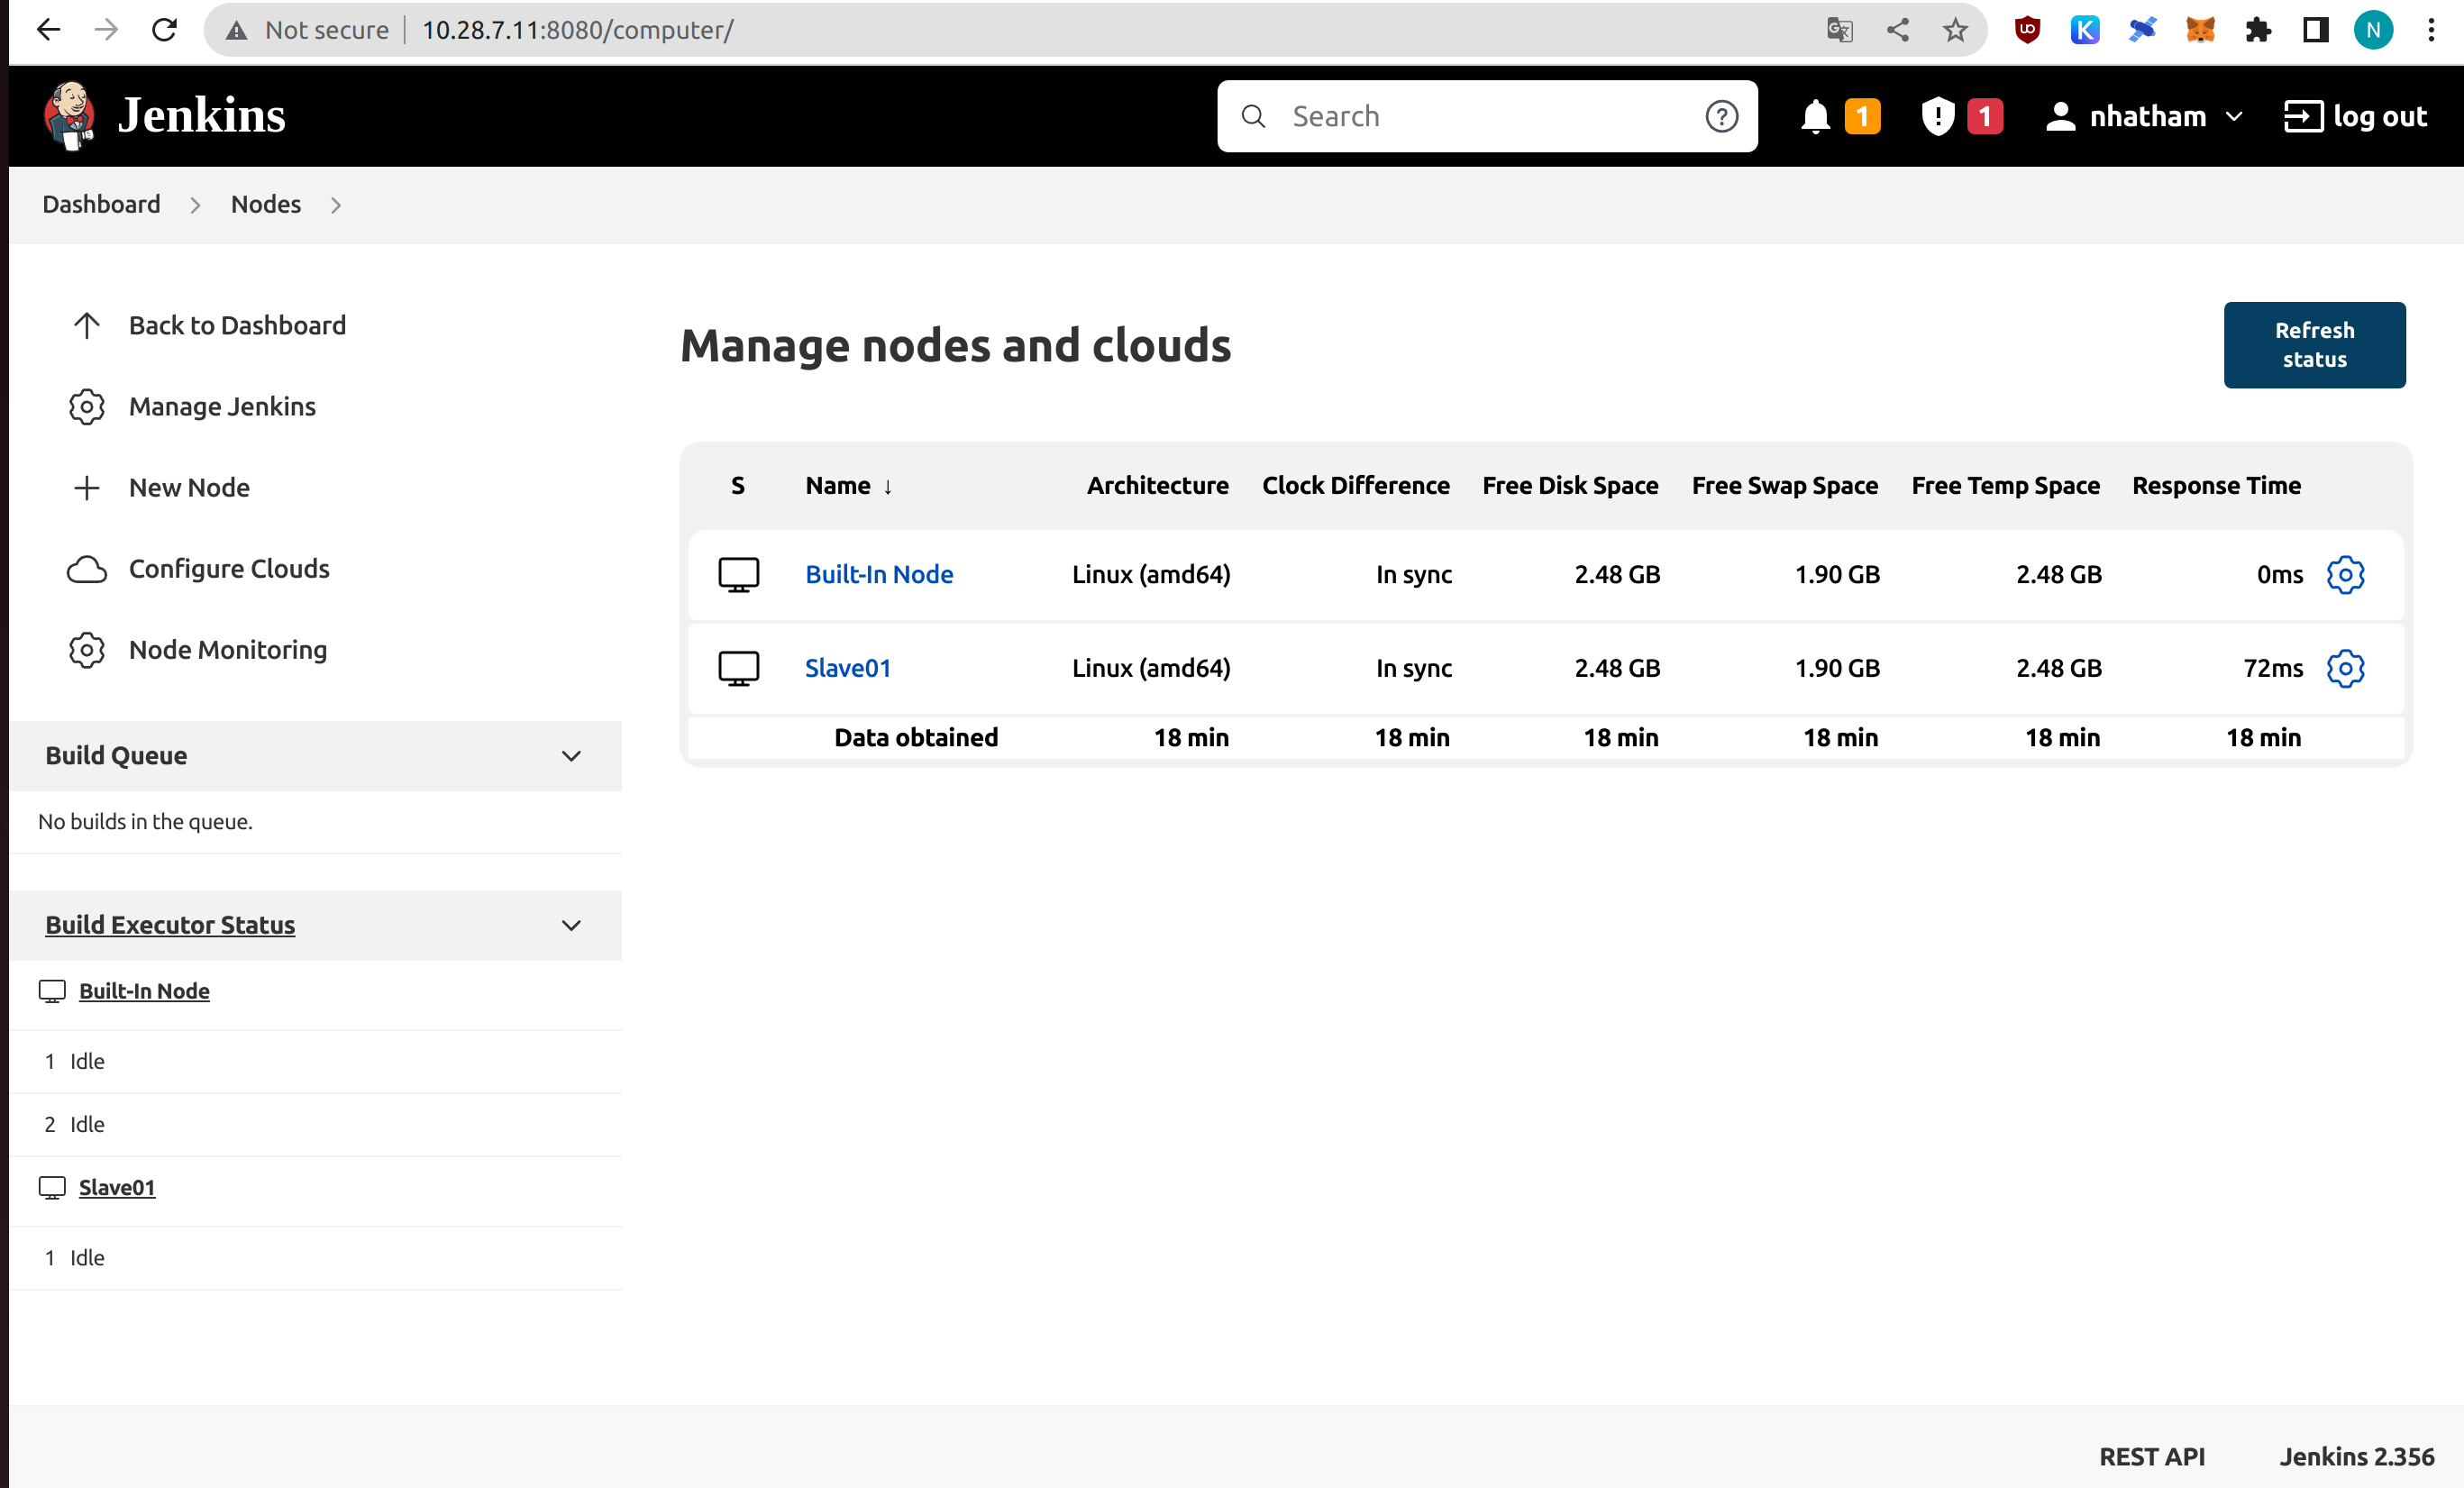 Not secure | 10.28.7.11:8080/computer/
N
Jenkins
Search
1
1
nhatham
log out
Dashboard
Nodes
Back to Dashboard
Manage Jenkins
New Node
Configure Clouds
Node Monitoring
Build Queue
No builds in the queue.
Build Executor Status
Built-In Node
1 Idle
2 Idle
Slave01
1 Idle
Manage nodes and clouds
Refresh
status
S Name ↓ Architecture Clock Difference Free Disk Space Free Swap Space Free Temp Space Response Time
Built-In Node Linux (amd64) In sync 2.48 GB 1.90 GB 2.48 GB 0ms
Slave01 Linux (amd64) In sync 2.48 GB 1.90 GB 2.48 GB 72ms
Data obtained 18 min 18 min 18 min 18 min 18 min 18 min
REST API
Jenkins 2.356